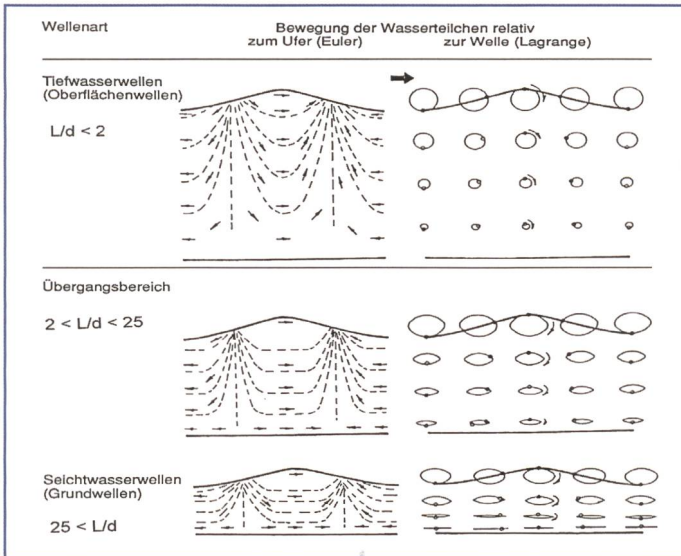 Wellenart
Bewegung der Wasserteilchen relativ
zum Ufer (Euler)
zur Welle (Lagrange)
Tiefwasserwellen
(Oberflächenwellen)
L/d < 2
Übergangsbereich
2 < L/d < 25
Seichtwasserwellen
(Grundwellen)
25 < L/d